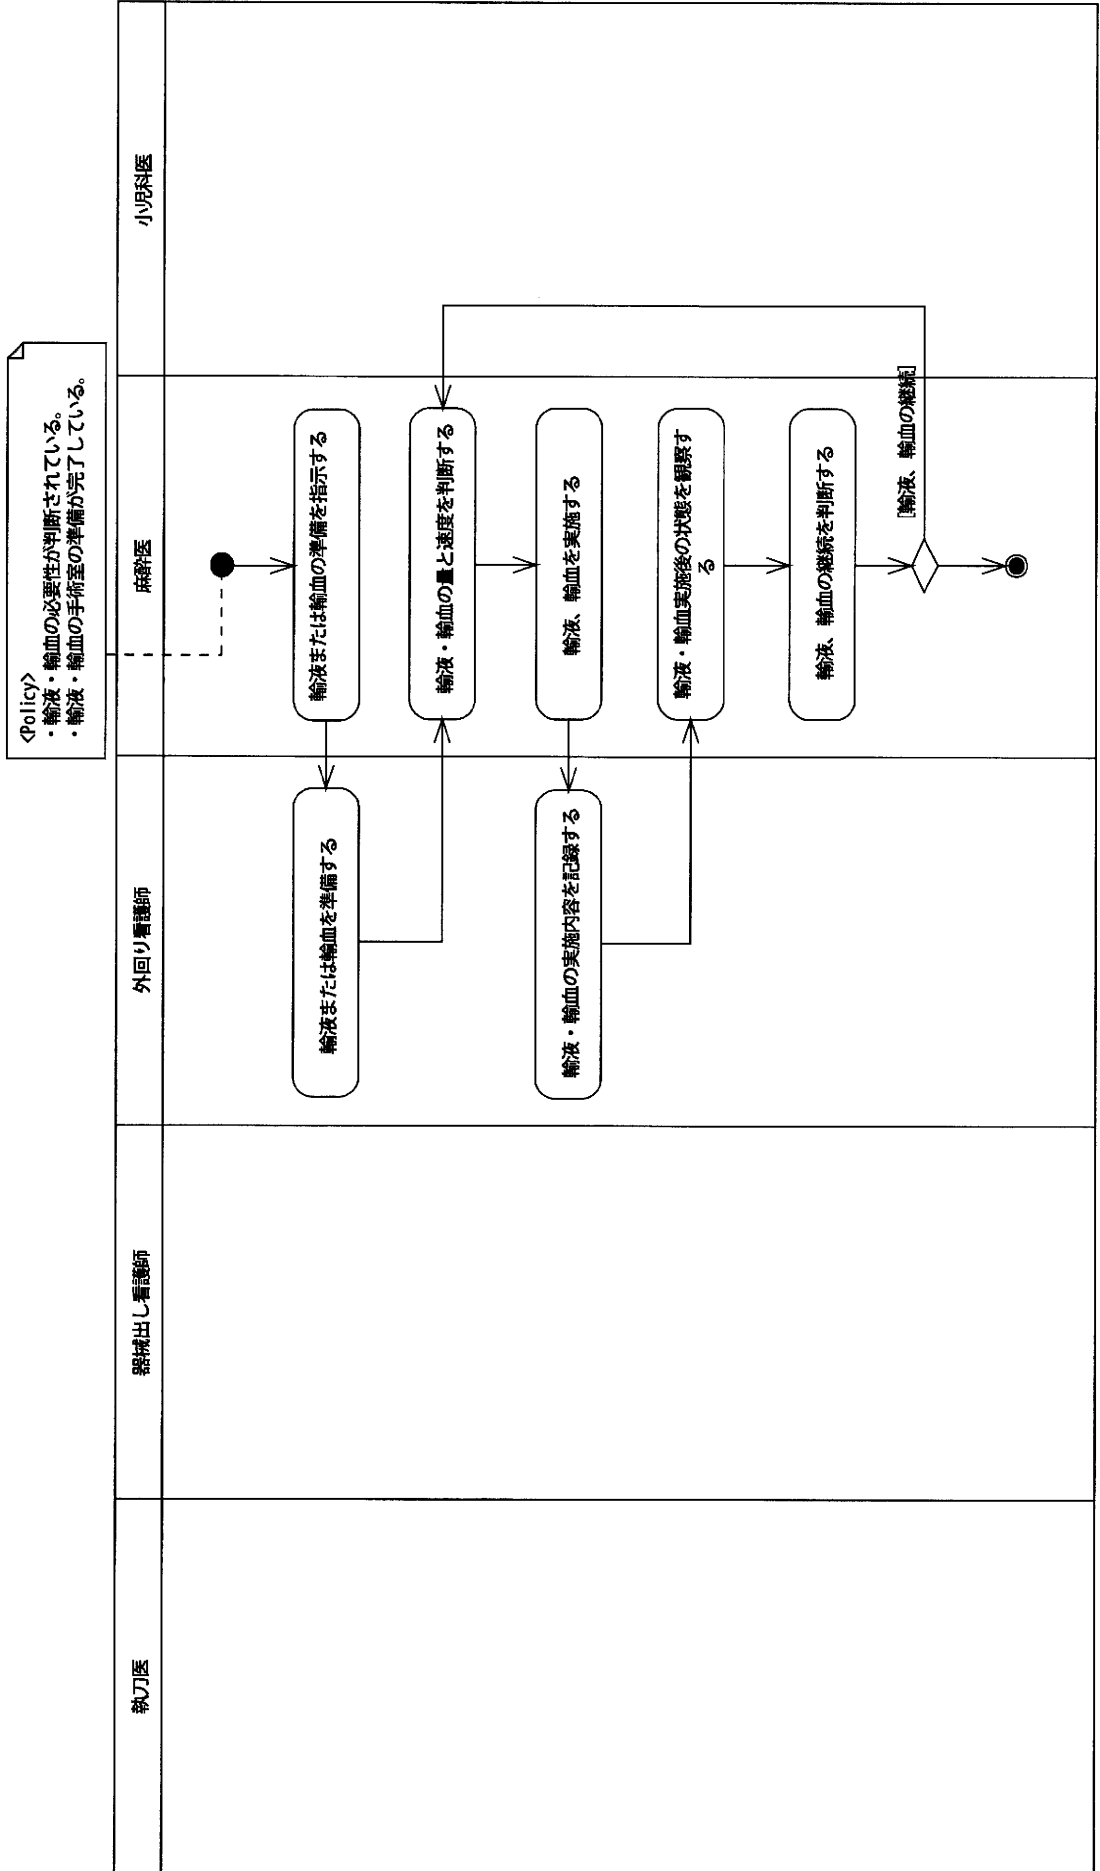 <Policy>
・輸液・輸血の必要性が判断されている。
・輸液・輸血の手術室の準備が完了している。
執刀医
器械出し看護師
外回り看護師
麻酔医
小児科医
輸液または輸血の準備を指示する
輸液または輸血を準備する
輸液・輸血の量と速度を判断する
輸液、輸血を実施する
輸液・輸血の実施内容を記録する
輸液・輸血実施後の状態を観察す
る
輸液、輸血の継続を判断する
[輸液、輸血の継続]